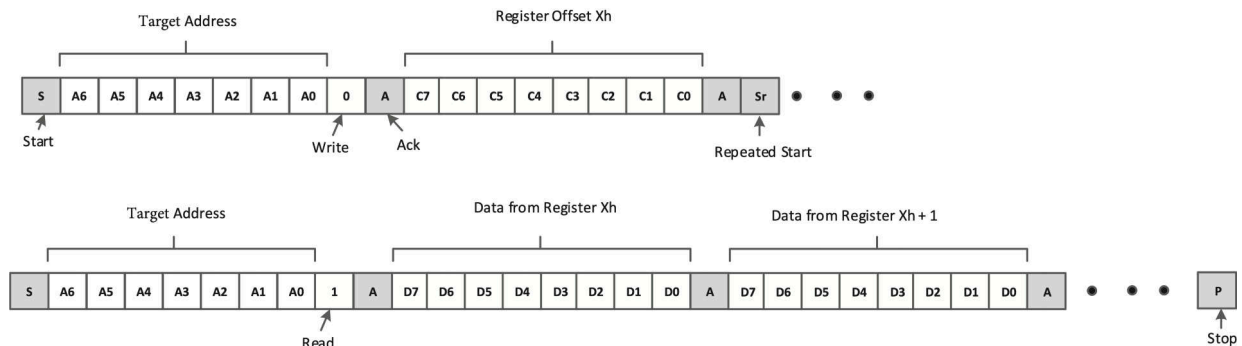 Target Address
Register Offset Xh
S A6 A5 A4 A3 A2 A1 A0 0 A C7 C6 C5 C4 C3 C2 C1 C0 A Sr
Start
Write
Ack
Repeated Start
Target Address
Data from Register Xh
Data from Register Xh + 1
S A6 A5 A4 A3 A2 A1 A0 1 A D7 D6 D5 D4 D3 D2 D1 D0 A D7 D6 D5 D4 D3 D2 D1 D0 A P
Read
Stop